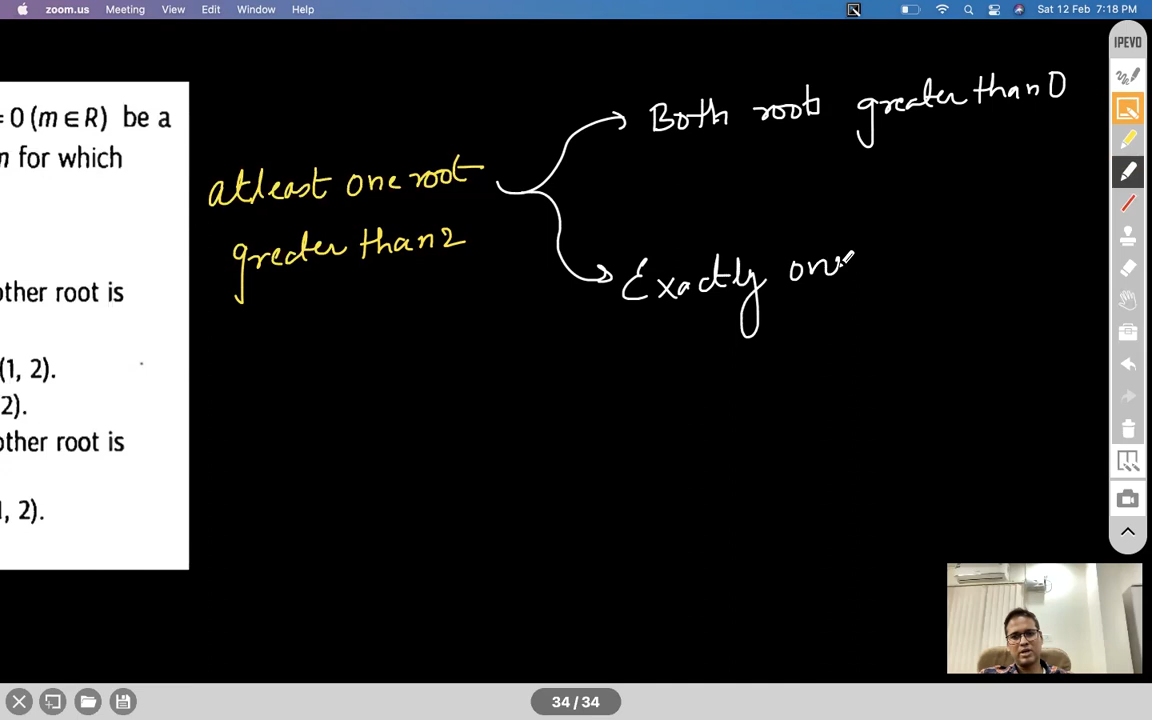 zoom.us Meeting View Edit Window Help Sat 12 Feb 7:18 PM
IPEVO
= 0 (m ∈ R) be a
for which
other root is
(1, 2).
2).
other root is
, 2).
atleast one root
greater than 2
Both root greater than 0
Exactly one
34 / 34